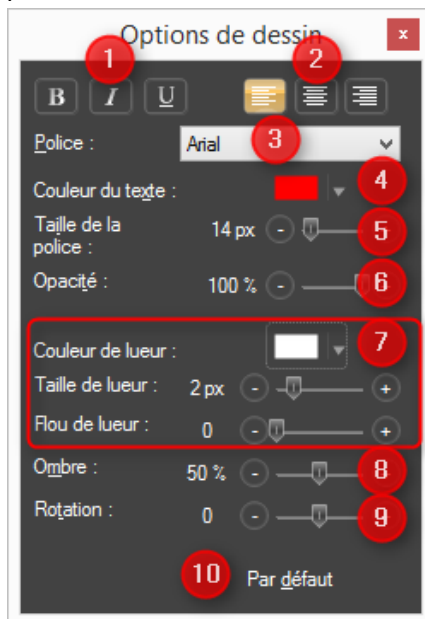 Options de dessin
x
1
2
B I U
Police : Arial 3
Couleur du texte : 4
Taille de la
police : 14 px - 5
Opacité : 100 % - 6
Couleur de lueur : 7
Taille de lueur : 2 px - +
Flou de lueur : 0 - +
Ombre : 50 % - 8
Rotation : 0 - 9
10 Par défaut